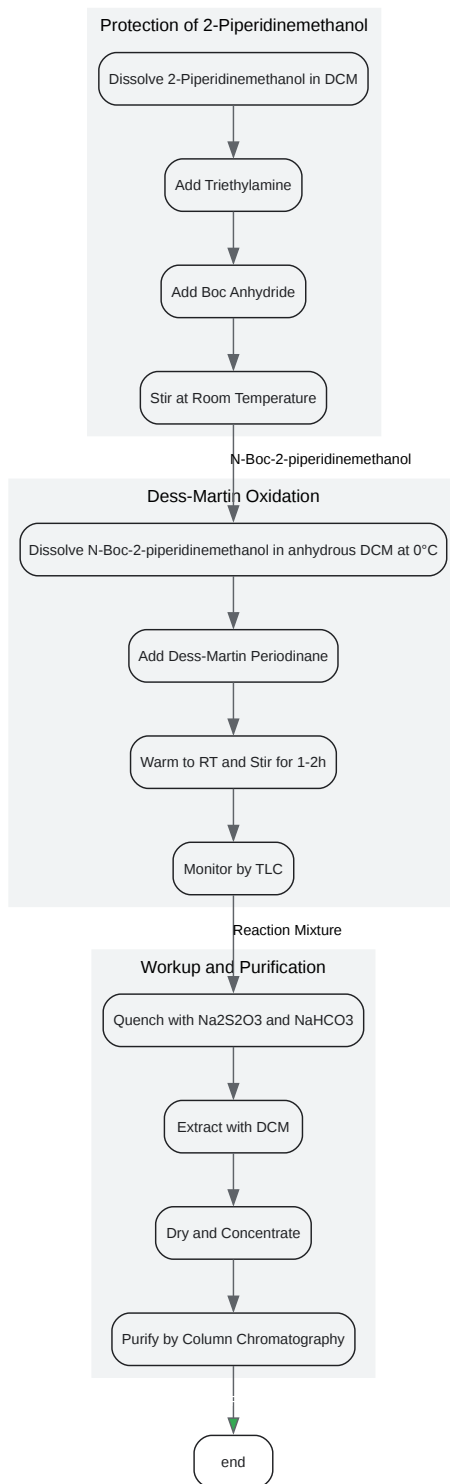 Protection of 2-Piperidinemethanol
Dissolve 2-Piperidinemethanol in DCM
Add Triethylamine
Add Boc Anhydride
Stir at Room Temperature
N-Boc-2-piperidinemethanol
Dess-Martin Oxidation
Dissolve N-Boc-2-piperidinemethanol in anhydrous DCM at 0°C
Add Dess-Martin Periodinane
Warm to RT and Stir for 1-2h
Monitor by TLC
Reaction Mixture
Workup and Purification
Quench with Na2S2O3 and NaHCO3
Extract with DCM
Dry and Concentrate
Purify by Column Chromatography
end